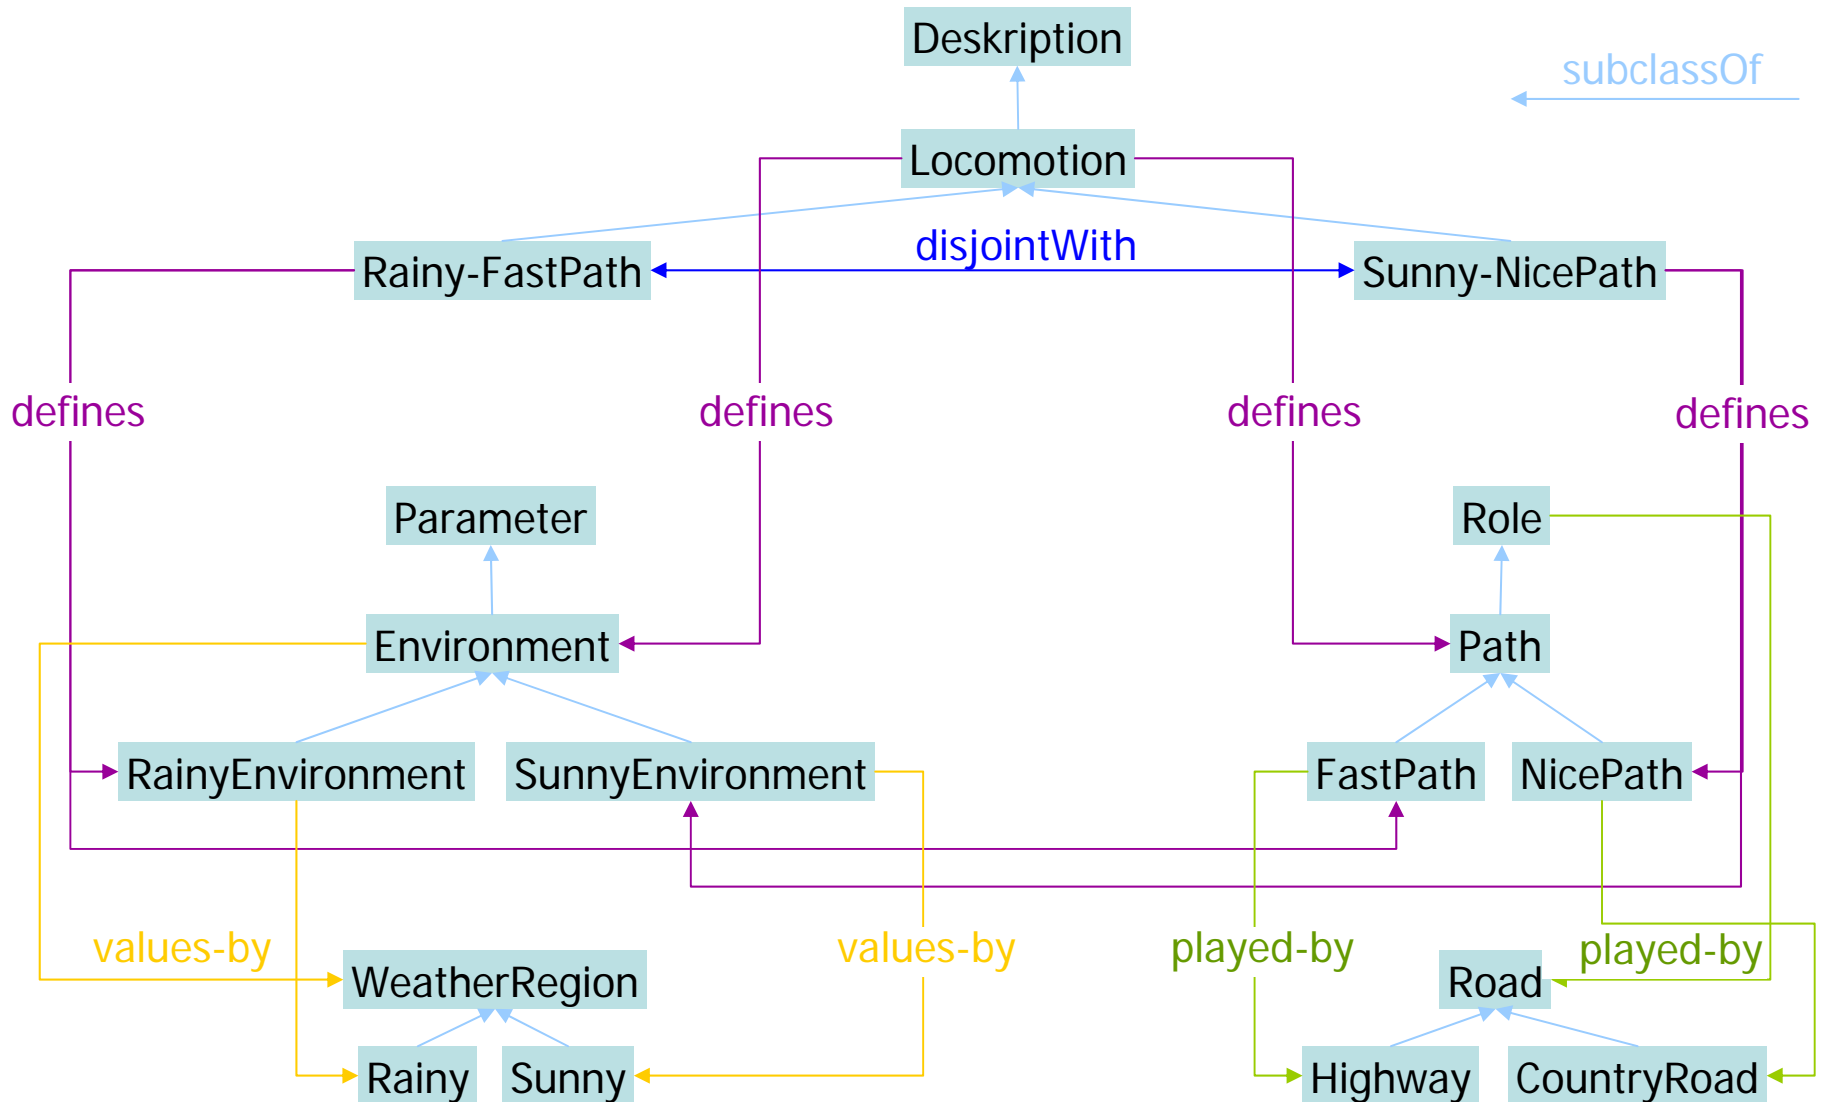 Deskription
subclassOf
Locomotion
disjointWith
Rainy-FastPath
Sunny-NicePath
defines
defines
defines
defines
Parameter
Role
Environment
Path
RainyEnvironment
SunnyEnvironment
FastPath
NicePath
values-by
values-by
played-by
played-by
WeatherRegion
Road
Rainy
Sunny
Highway
CountryRoad